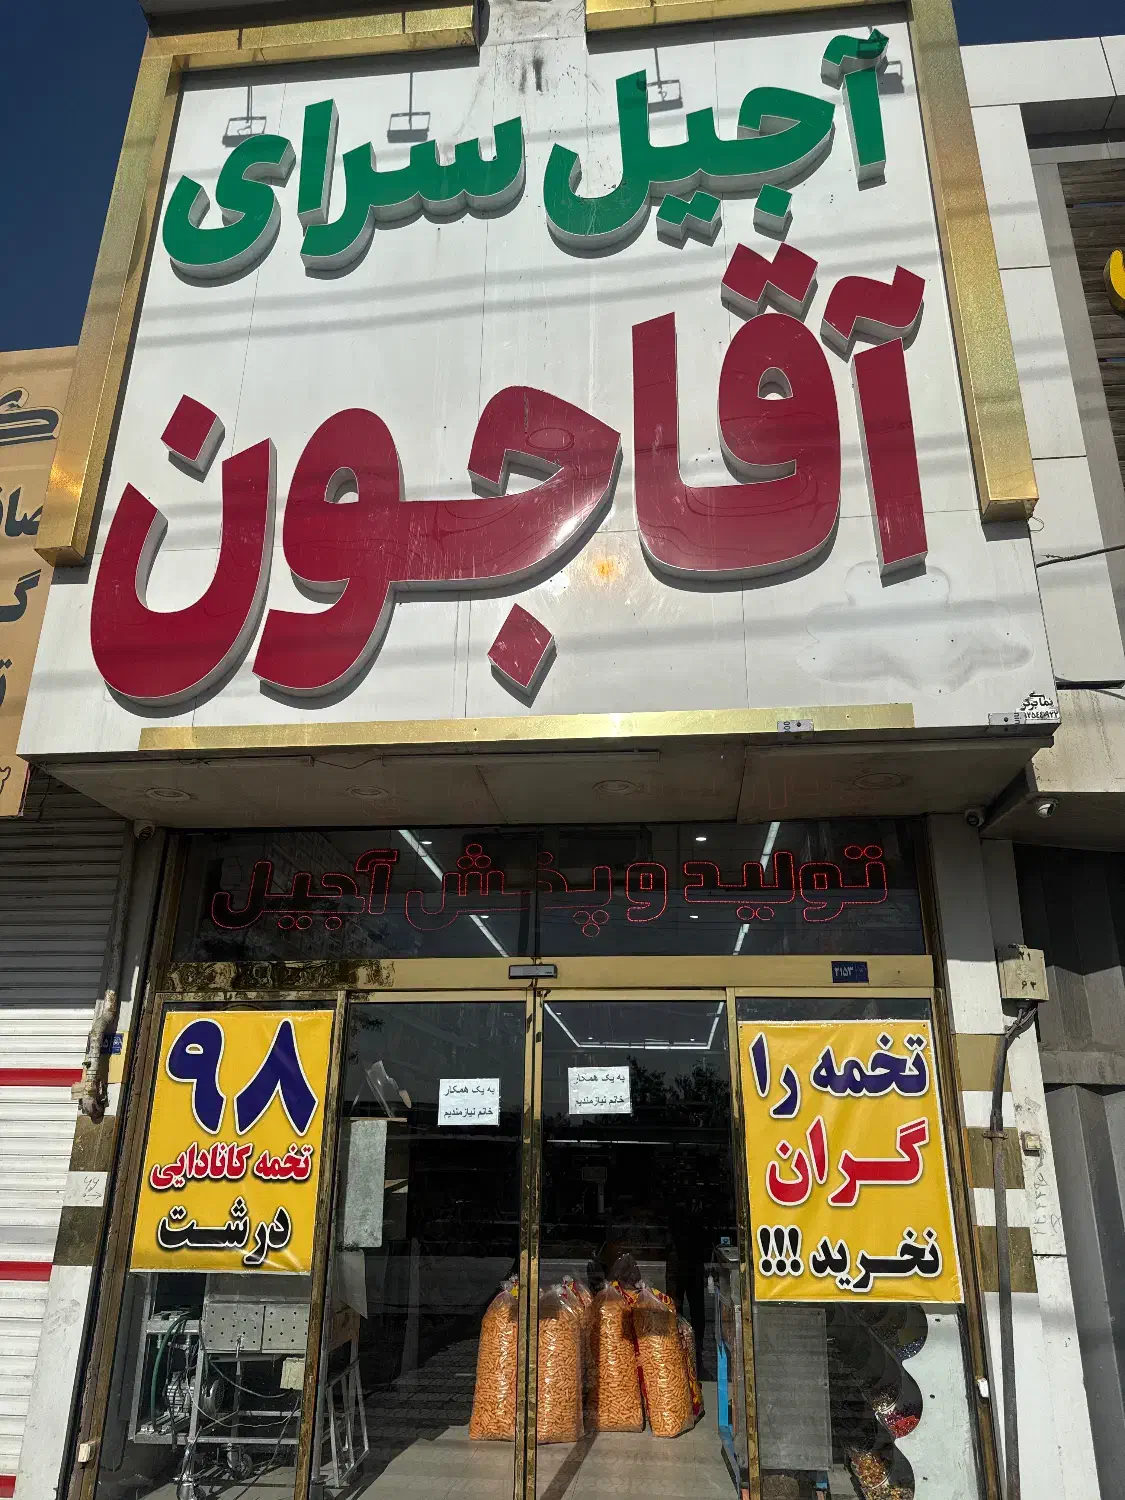 آجیل سرای
آقاجون
تولید و پخش آجیل
۲۱۵۳
۹۸
تخمه کانادایی
درشت
به یک همکار
خانم نیازمندیم
به یک همکار
خانم نیازمندیم
تخمه را
گران
نخرید !!!